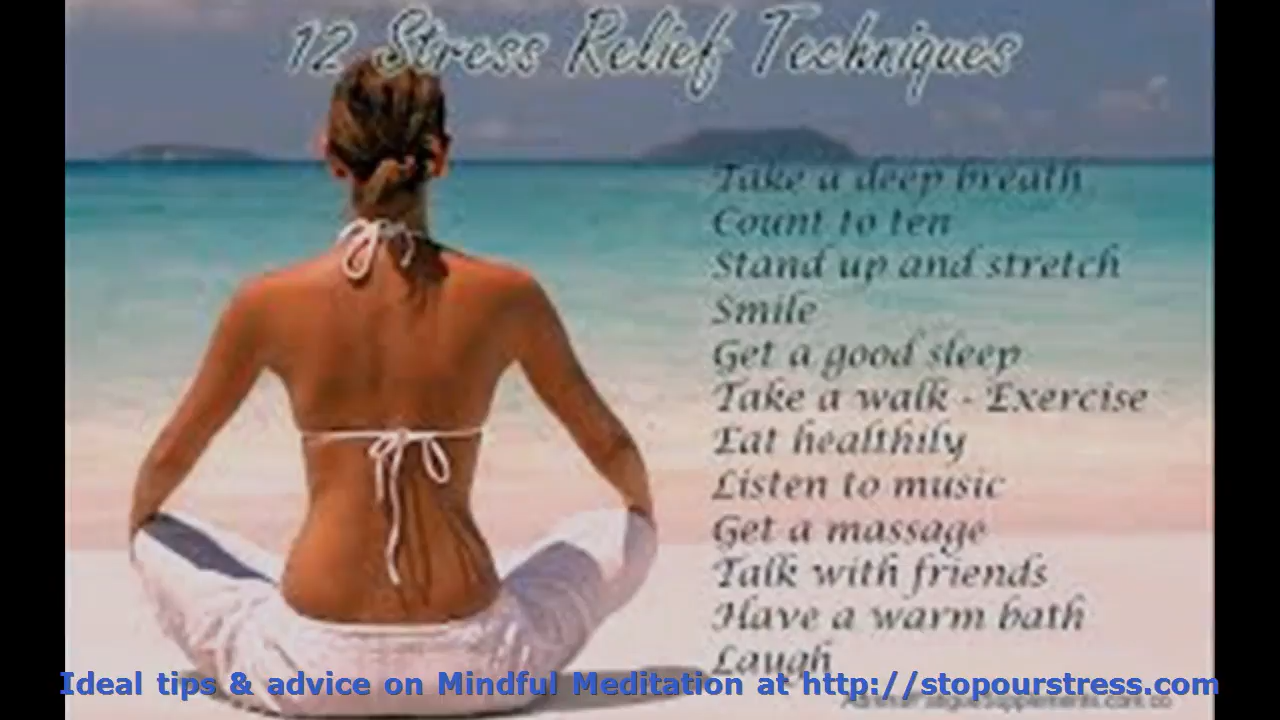 12 Stress Relief Techniques
Take a deep breath
Count to ten
Stand up and stretch
Smile
Get a good sleep
Take a walk - Exercise
Eat healthily
Listen to music
Get a massage
Talk with friends
Have a warm bath
Laugh
Ideal tips & advice on Mindful Meditation at http://stopourstress.com